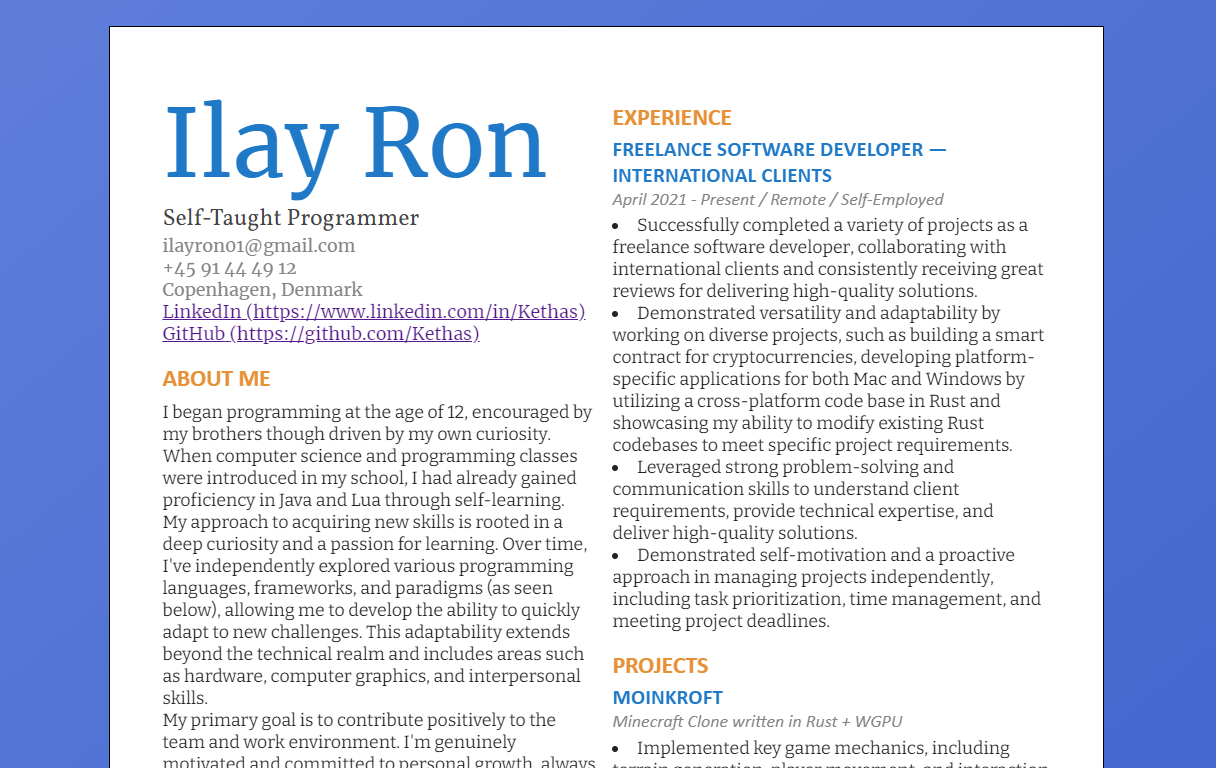 Ilay Ron
Self-Taught Programmer
ilayron01@gmail.com
+45 91 44 49 12
Copenhagen, Denmark
LinkedIn (https://www.linkedin.com/in/Kethas)
GitHub (https://github.com/Kethas)
ABOUT ME
I began programming at the age of 12, encouraged by
my brothers though driven by my own curiosity.
When computer science and programming classes
were introduced in my school, I had already gained
proficiency in Java and Lua through self-learning.
My approach to acquiring new skills is rooted in a
deep curiosity and a passion for learning. Over time,
I've independently explored various programming
languages, frameworks, and paradigms (as seen
below), allowing me to develop the ability to quickly
adapt to new challenges. This adaptability extends
beyond the technical realm and includes areas such
as hardware, computer graphics, and interpersonal
skills.
My primary goal is to contribute positively to the
team and work environment. I'm genuinely
motivated and committed to personal growth, always
EXPERIENCE
FREELANCE SOFTWARE DEVELOPER —
INTERNATIONAL CLIENTS
April 2021 - Present / Remote / Self-Employed
• Successfully completed a variety of projects as a
freelance software developer, collaborating with
international clients and consistently receiving great
reviews for delivering high-quality solutions.
• Demonstrated versatility and adaptability by
working on diverse projects, such as building a smart
contract for cryptocurrencies, developing platform-
specific applications for both Mac and Windows by
utilizing a cross-platform code base in Rust and
showcasing my ability to modify existing Rust
codebases to meet specific project requirements.
• Leveraged strong problem-solving and
communication skills to understand client
requirements, provide technical expertise, and
deliver high-quality solutions.
• Demonstrated self-motivation and a proactive
approach in managing projects independently,
including task prioritization, time management, and
meeting project deadlines.
PROJECTS
MOINKROFT
Minecraft Clone written in Rust + WGPU
• Implemented key game mechanics, including
terrain generation, player movement, and interaction